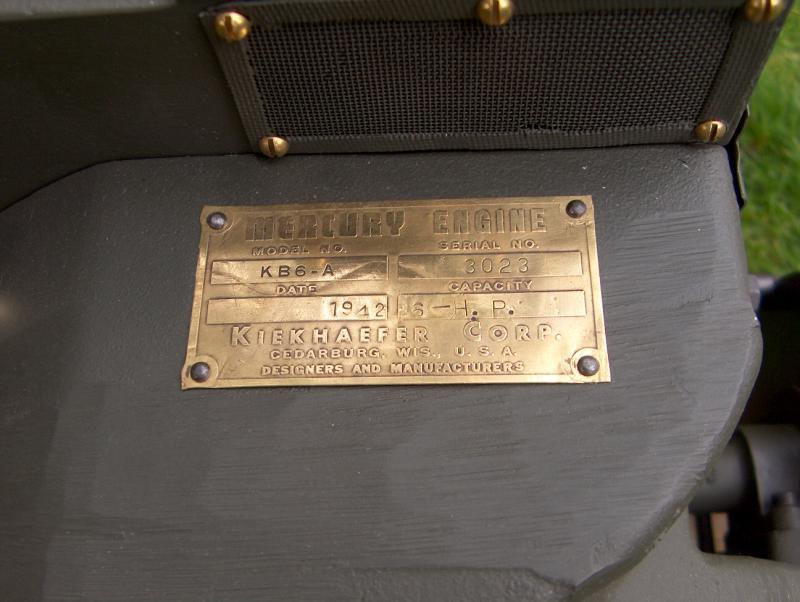 MERCURY ENGINE
MODEL NO. SERIAL NO.
KB6-A 3023
DATE CAPACITY
1942 6-H.P.
KIEKHAEFER CORP.
CEDARBURG, WIS., U.S.A.
DESIGNERS AND MANUFACTURERS